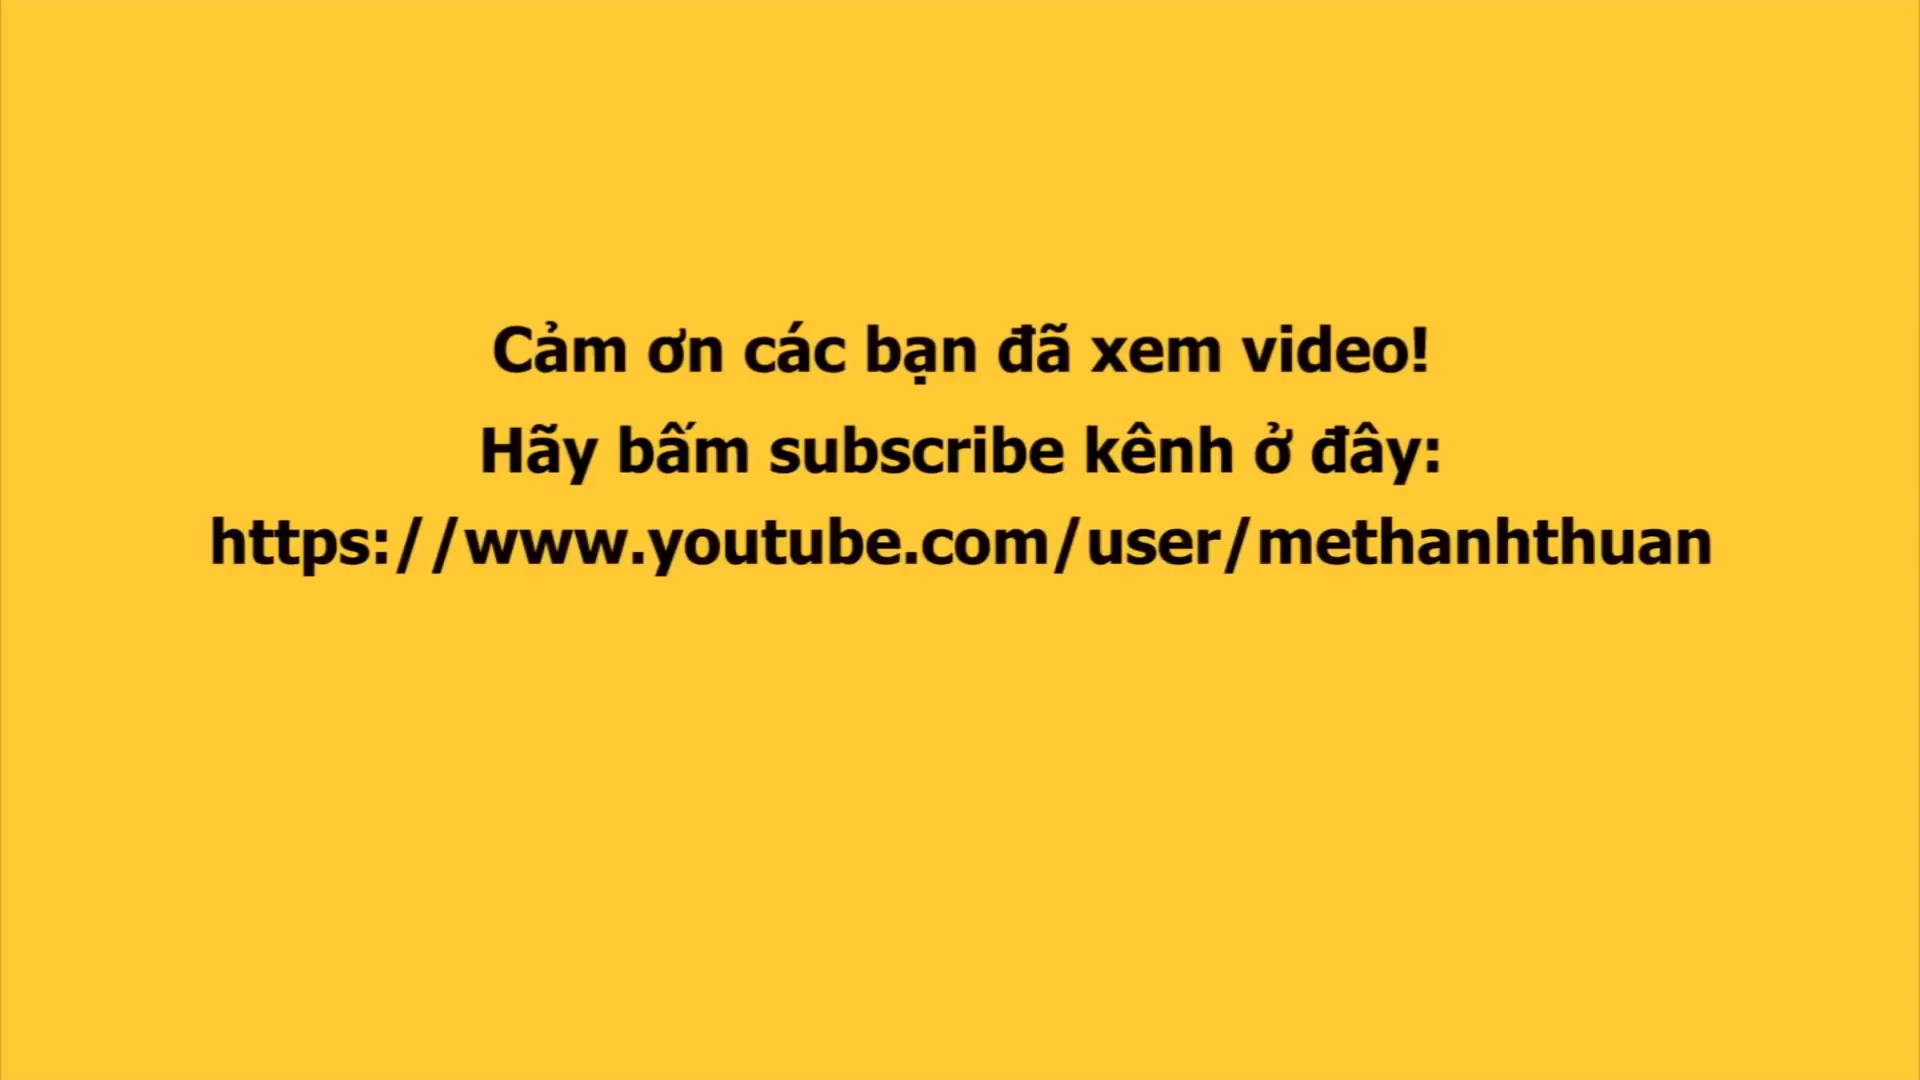 Cảm ơn các bạn đã xem video!
Hãy bấm subscribe kênh ở đây:
https://www.youtube.com/user/methanhthuan